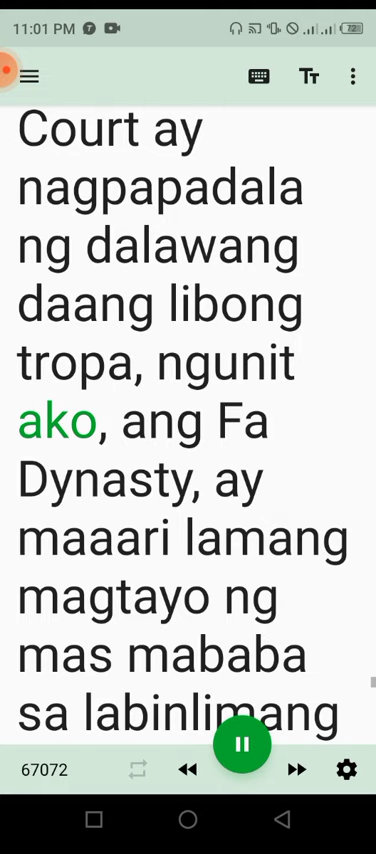 11:01 PM
72
Court ay
nagpapadala
ng dalawang
daang libong
tropa, ngunit
ako, ang Fa
Dynasty, ay
maaari lamang
magtayo ng
mas mababa
sa labinlimang
67072